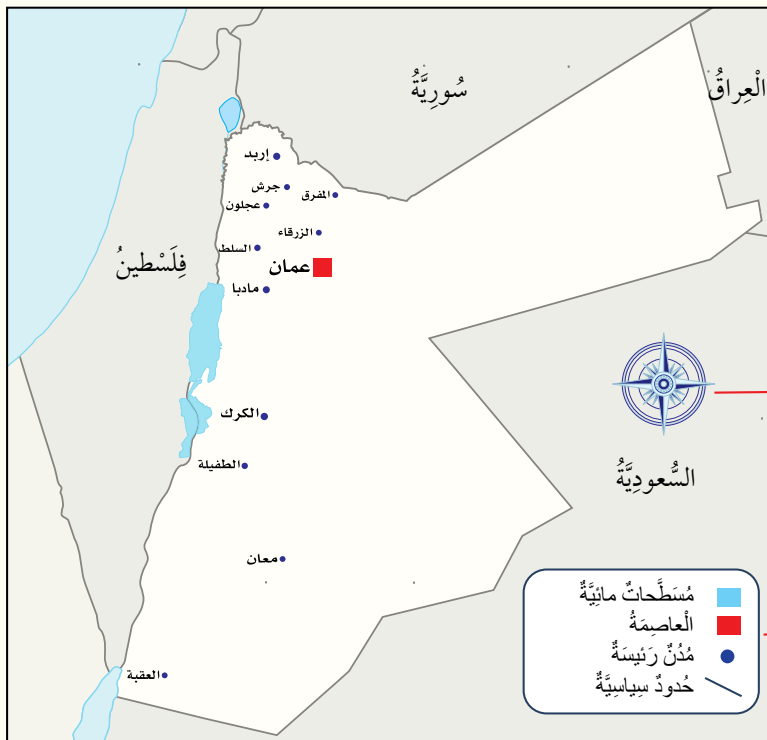 سُورِيَّةُ
الْعِراقُ
إربد
جرش
المفرق
عجلون
الزرقاء
السلط
عمان
فِلَسْطينُ
مادبا
الكرك
الطفيلة
السُّعودِيَّةُ
معان
العقبة
مُسَطَّحاتٌ مائِيَّةٌ
الْعاصِمَةُ
مُدُنٌ رَئيسَةٌ
حُدودٌ سِياسِيَّةٌ